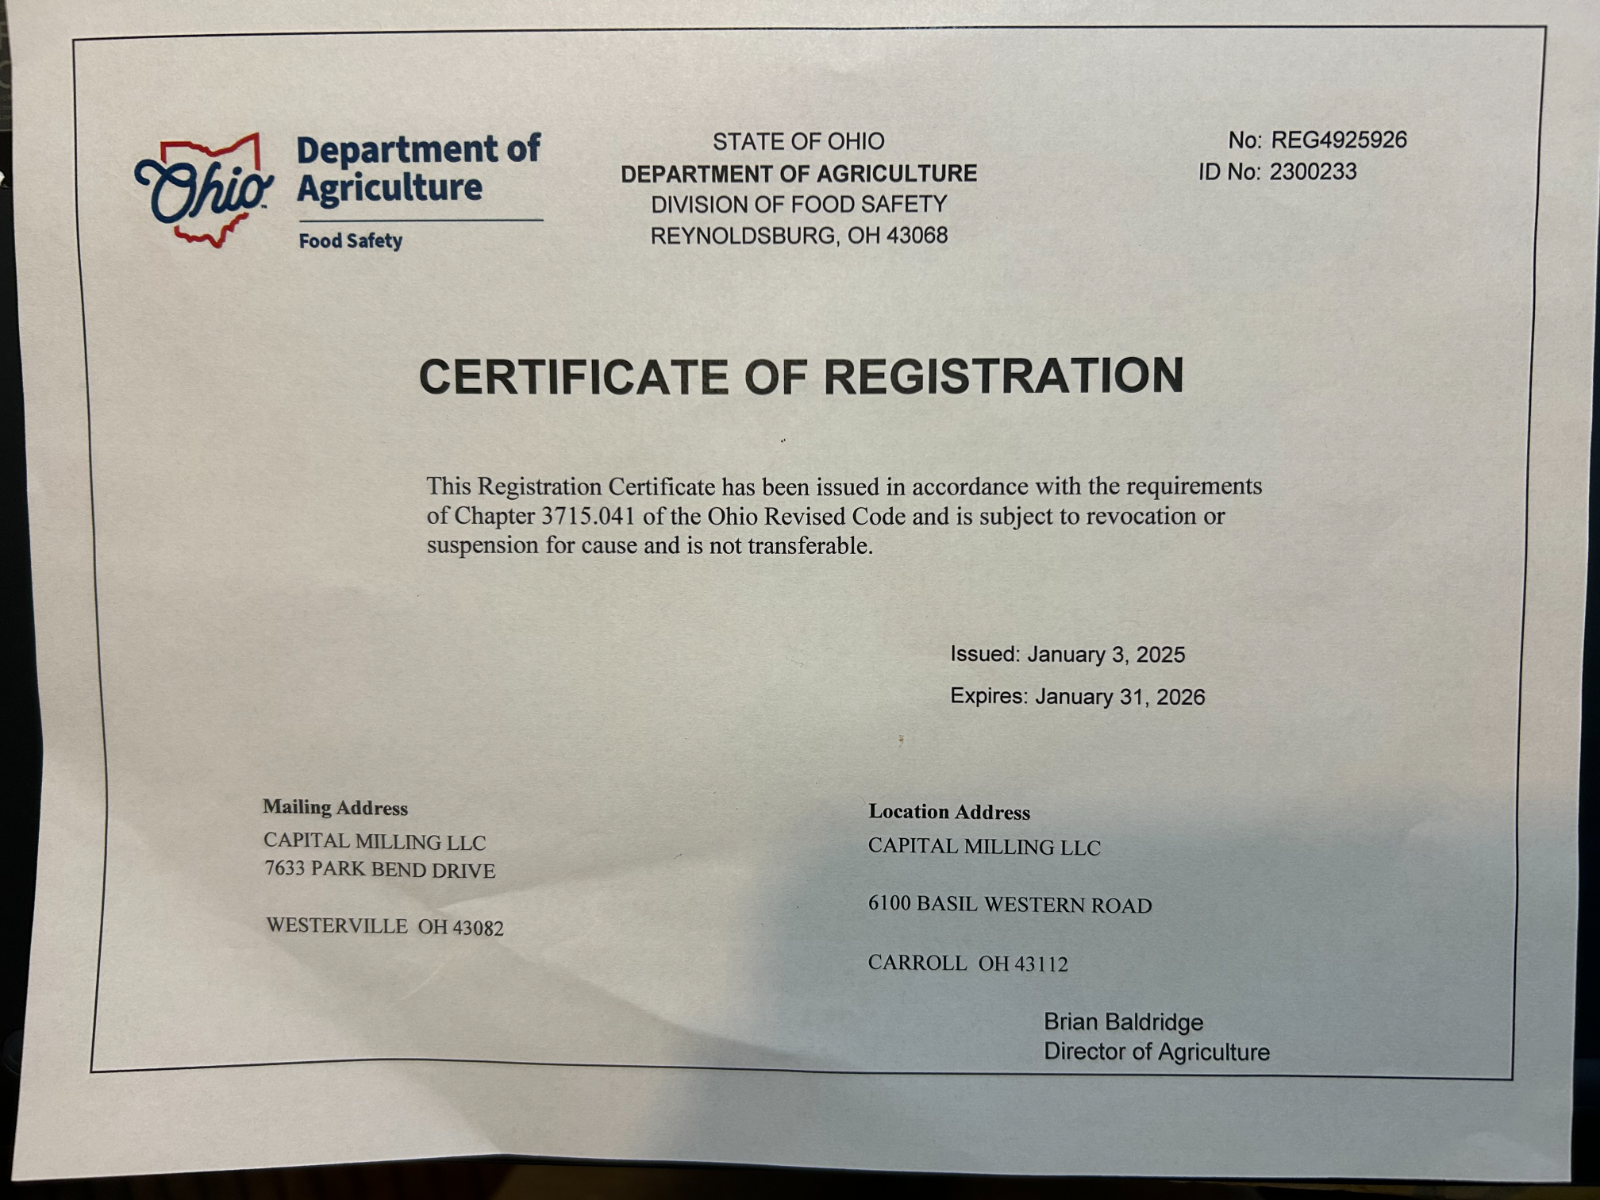 Ohio
Department of
Agriculture
Food Safety
STATE OF OHIO
DEPARTMENT OF AGRICULTURE
DIVISION OF FOOD SAFETY
REYNOLDSBURG, OH 43068
No: REG4925926
ID No: 2300233
CERTIFICATE OF REGISTRATION
This Registration Certificate has been issued in accordance with the requirements
of Chapter 3715.041 of the Ohio Revised Code and is subject to revocation or
suspension for cause and is not transferable.
Issued: January 3, 2025
Expires: January 31, 2026
Mailing Address
CAPITAL MILLING LLC
7633 PARK BEND DRIVE
WESTERVILLE OH 43082
Location Address
CAPITAL MILLING LLC
6100 BASIL WESTERN ROAD
CARROLL OH 43112
Brian Baldridge
Director of Agriculture